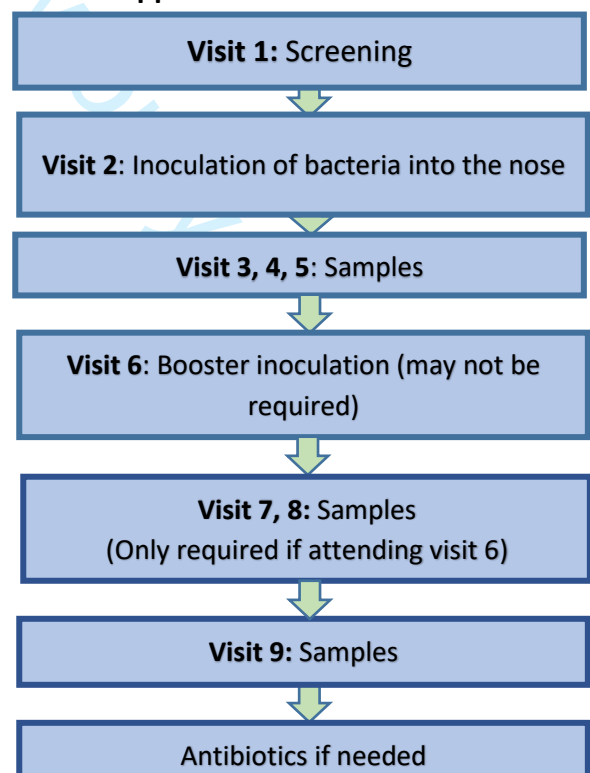 Visit 1: Screening
Visit 2: Inoculation of bacteria into the nose
Visit 3, 4, 5: Samples
Visit 6: Booster inoculation (may not be
required)
Visit 7, 8: Samples
(Only required if attending visit 6)
Visit 9: Samples
Antibiotics if needed